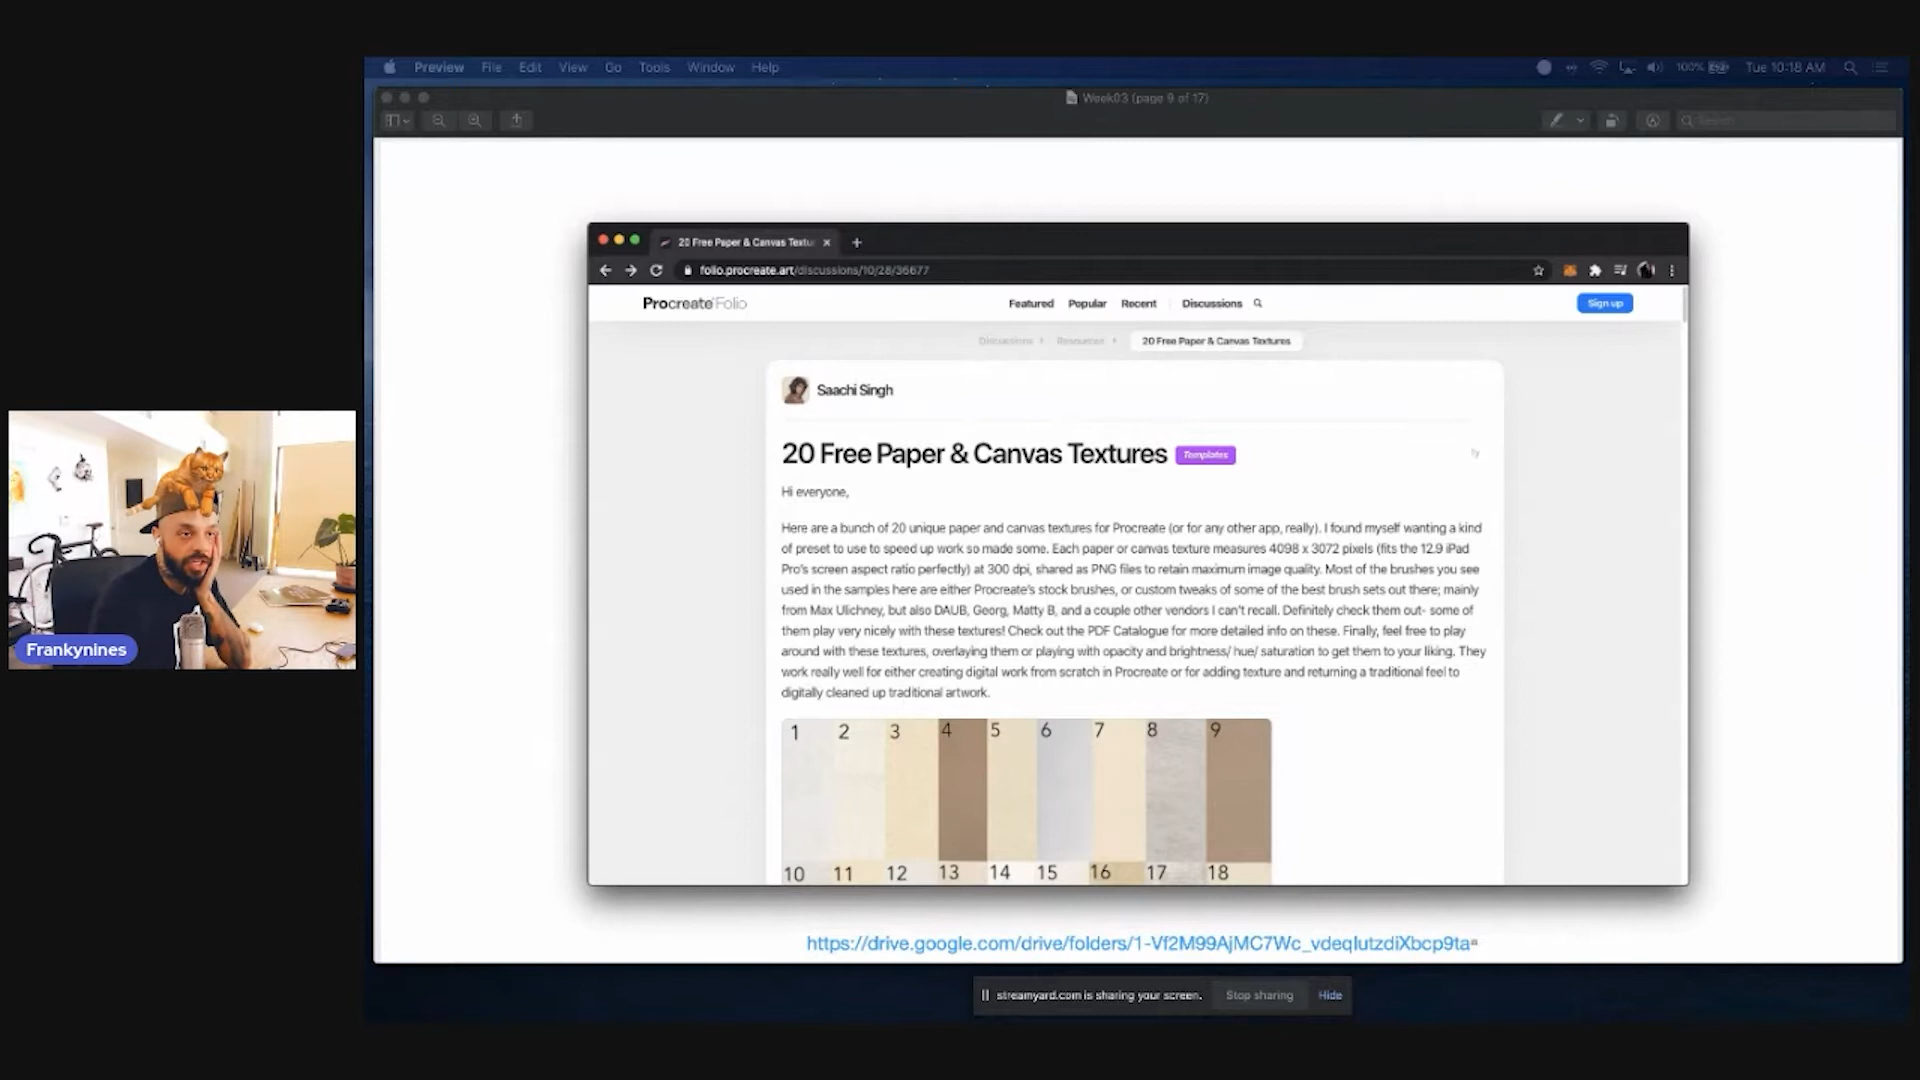 Preview File Edit View Go Tools Window Help
100% Tue 10:18 AM
Week03 (page 9 of 17)
Search
20 Free Paper & Canvas Textu
folio.procreate.art/discussions/10/28/36677
Procreate Folio
Featured Popular Recent Discussions
Sign up
Discussions Resources 20 Free Paper & Canvas Textures
Saachi Singh
20 Free Paper & Canvas Textures Templates
Hi everyone,
Here are a bunch of 20 unique paper and canvas textures for Procreate (or for any other app, really). I found myself wanting a kind
of preset to use to speed up work so made some. Each paper or canvas texture measures 4098 x 3072 pixels (fits the 12.9 iPad
Pro's screen aspect ratio perfectly) at 300 dpi, shared as PNG files to retain maximum image quality. Most of the brushes you see
used in the samples here are either Procreate's stock brushes, or custom tweaks of some of the best brush sets out there; mainly
from Max Ulichney, but also DAUB, Georg, Matty B, and a couple other vendors I can't recall. Definitely check them out- some of
them play very nicely with these textures! Check out the PDF Catalogue for more detailed info on these. Finally, feel free to play
around with these textures, overlaying them or playing with opacity and brightness/ hue/ saturation to get them to your liking. They
work really well for either creating digital work from scratch in Procreate or for adding texture and returning a traditional feel to
digitally cleaned up traditional artwork.
1 2 3 4 5 6 7 8 9
10 11 12 13 14 15 16 17 18
https://drive.google.com/drive/folders/1-Vf2M99AjMC7Wc_vdeqIutzdiXbcp9ta
Frankynines
streamyard.com is sharing your screen. Stop sharing Hide